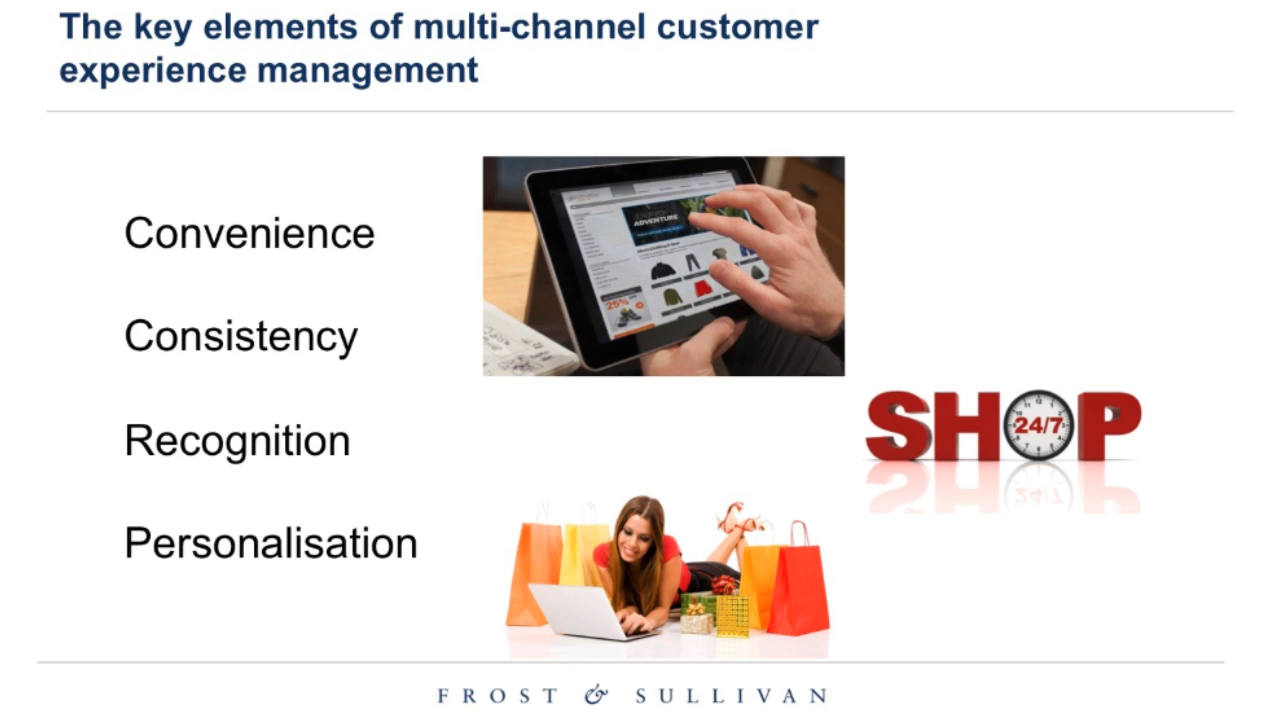 The key elements of multi-channel customer
experience management
Convenience
Consistency
Recognition
Personalisation
ADVENTURE
25%
SHOP
24/7
FROST & SULLIVAN